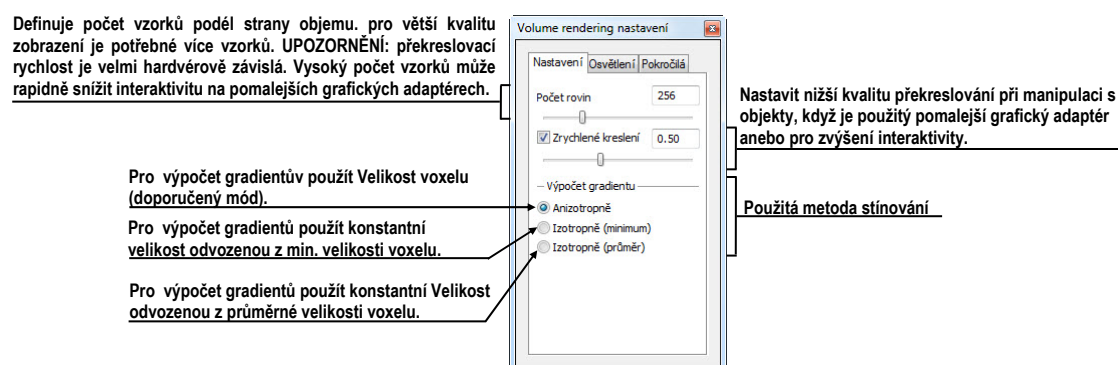 Definuje počet vzorků podél strany objemu. pro větší kvalitu
zobrazení je potřebné více vzorků. UPOZORNĚNÍ: překreslovací
rychlost je velmi hardvérově závislá. Vysoký počet vzorků může
rapidně snížit interaktivitu na pomalejších grafických adaptérech.
Volume rendering nastavení
Nastavení Osvětlení Pokročilá
Počet rovin 256
Zrychlené kreslení 0.50
Výpočet gradientu
Anizotropně
Izotropně (minimum)
Izotropně (průměr)
Nastavit nižší kvalitu překreslování při manipulaci s
objekty, když je použitý pomalejší grafický adaptér
anebo pro zvýšení interaktivity.
Použitá metoda stínování
Pro výpočet gradientův použít Velikost voxelu
(doporučený mód).
Pro výpočet gradientů použít konstantní
velikost odvozenou z min. velikosti voxelu.
Pro výpočet gradientů použít konstantní Velikost
odvozenou z průměrné velikosti voxelu.